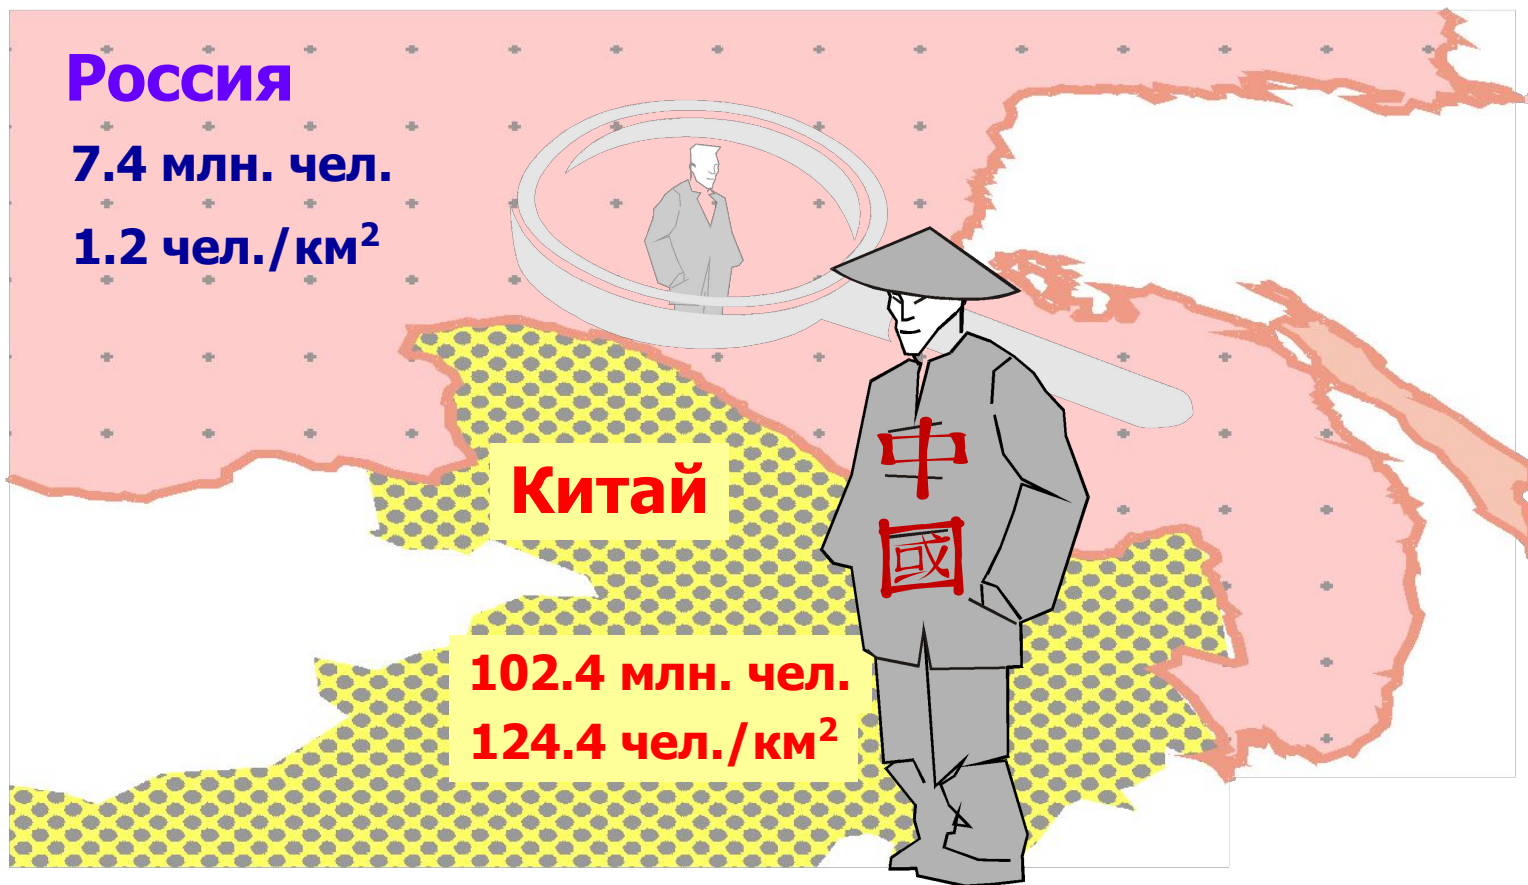 Россия
7.4 млн. чел.
1.2 чел./км²
中
國
Китай
102.4 млн. чел.
124.4 чел./км²